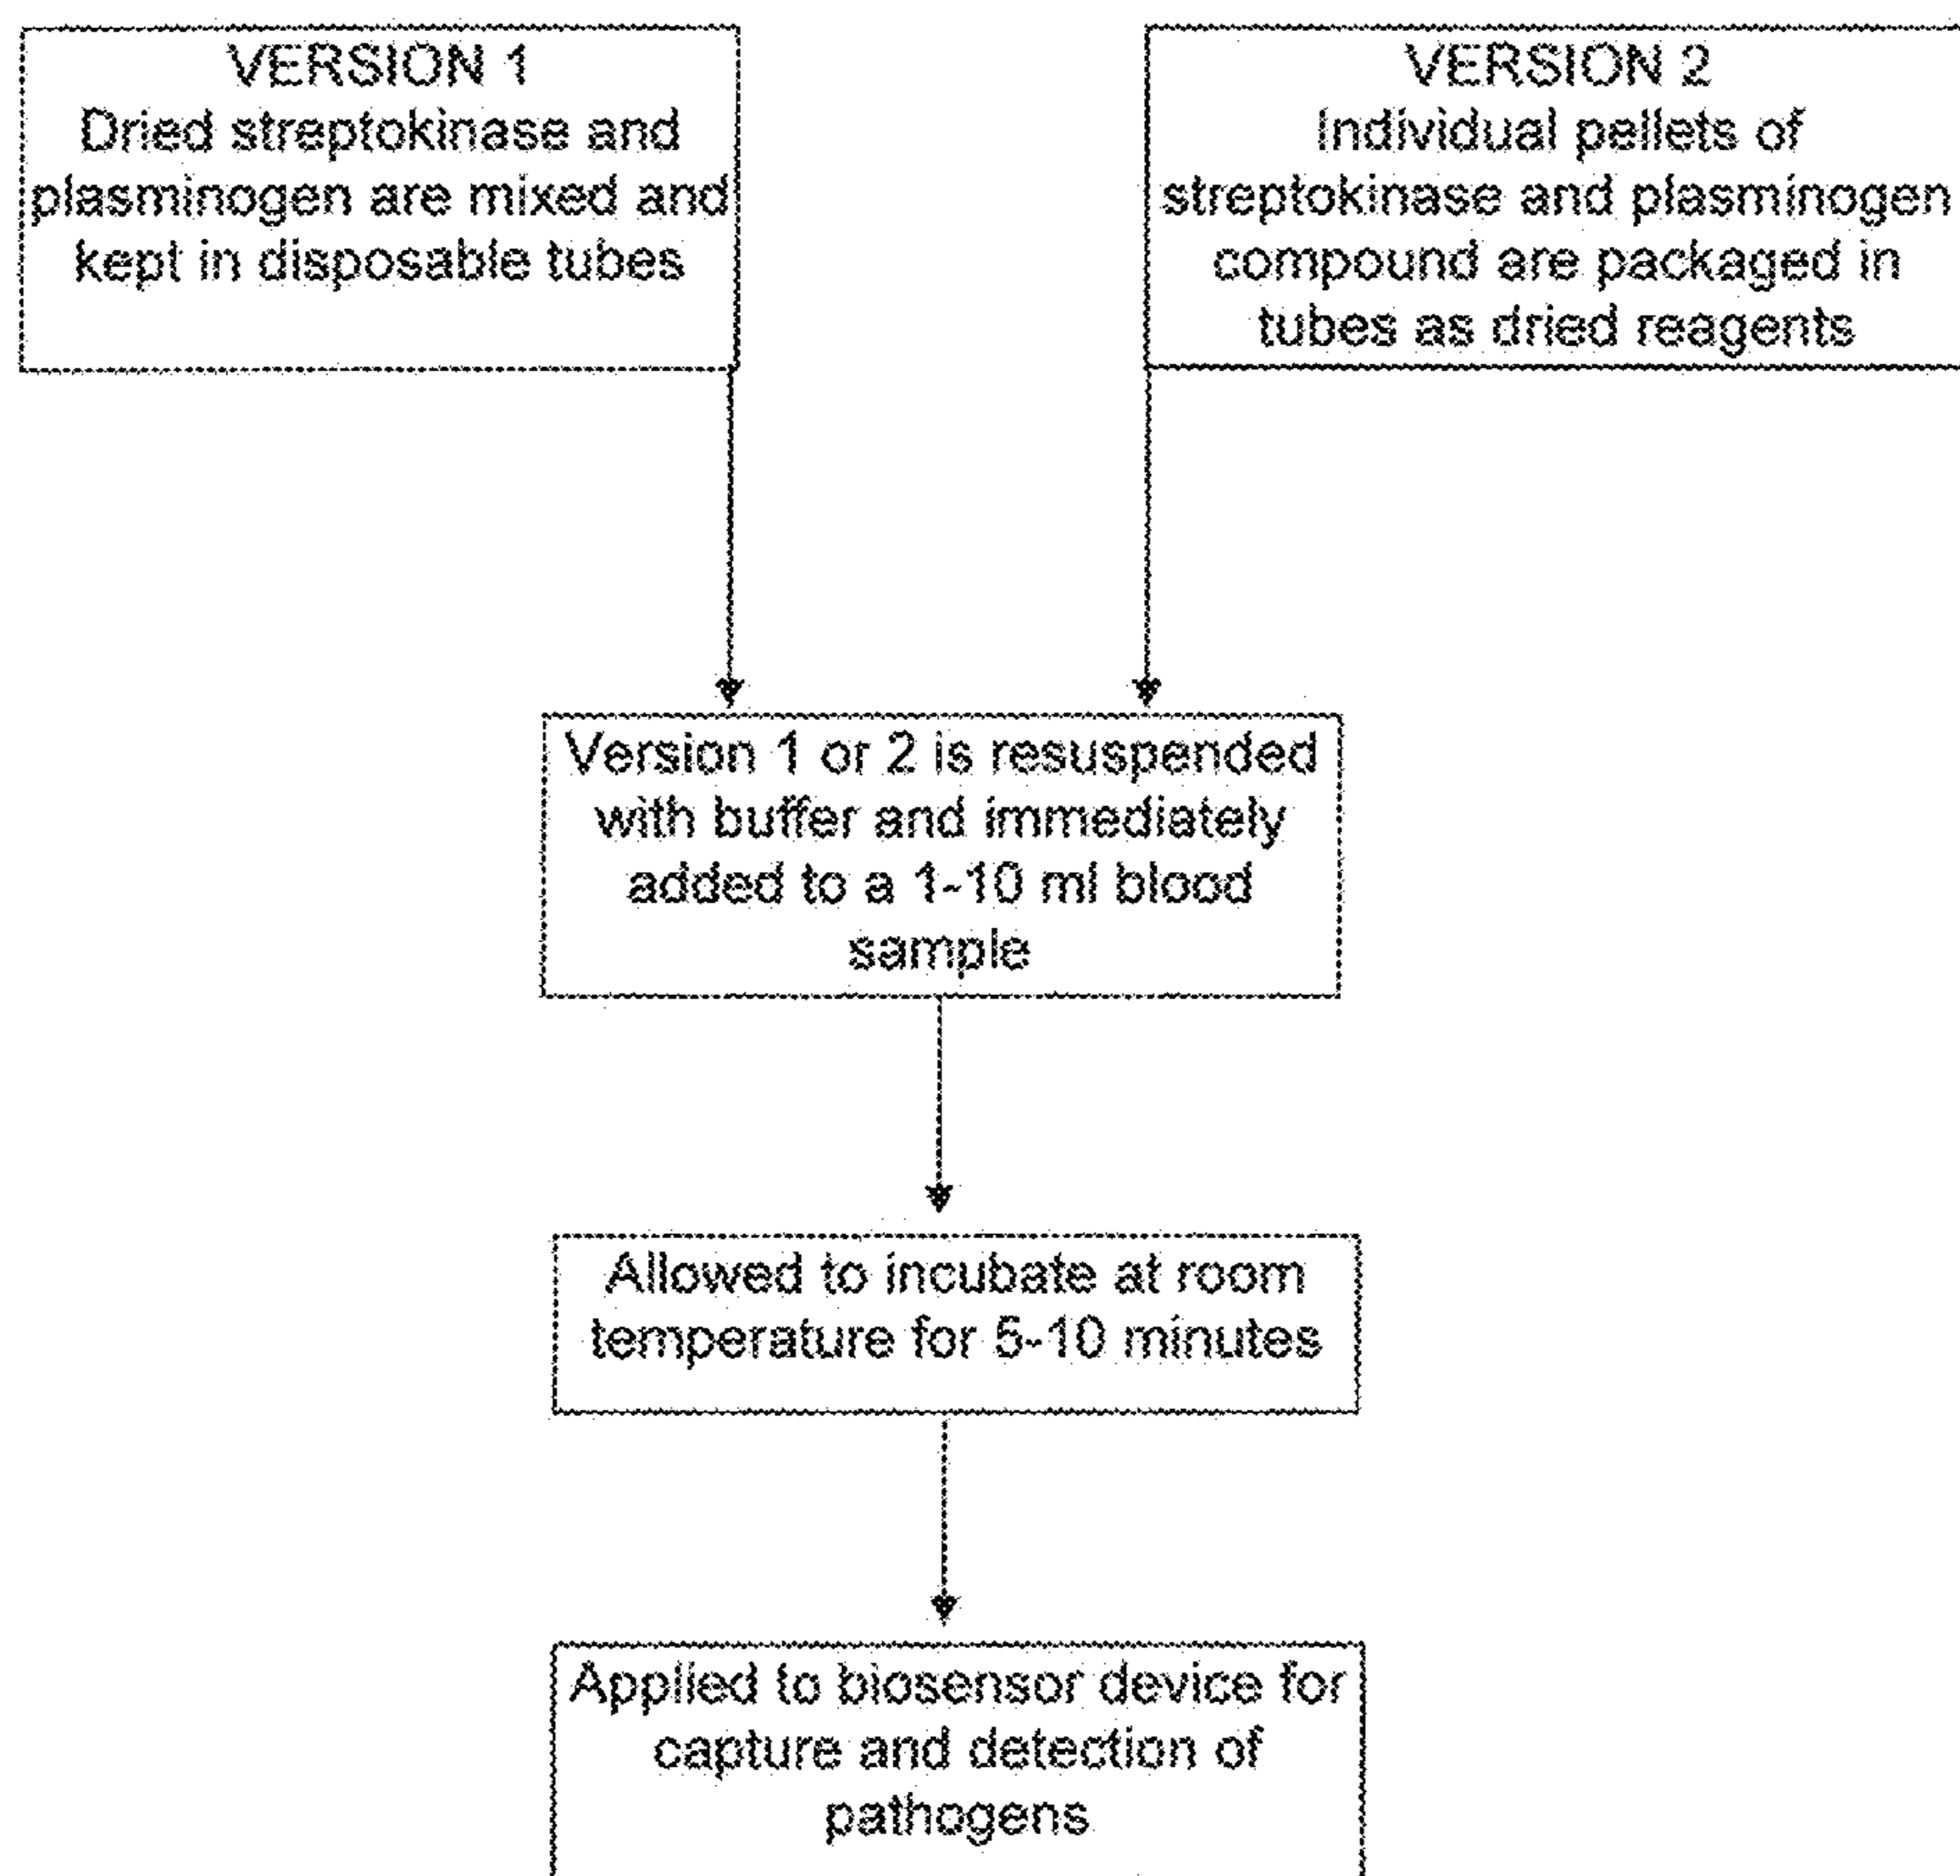 VERSION 1
Dried streptokinase and
plasminogen are mixed and
kept in disposable tubes
VERSION 2
Individual pellets of
streptokinase and plasminogen
compound are packaged in
tubes as dried reagents
Version 1 or 2 is resuspended
with buffer and immediately
added to a 1-10 ml blood
sample
Allowed to incubate at room
temperature for 5-10 minutes
Applied to biosensor device for
capture and detection of
pathogens